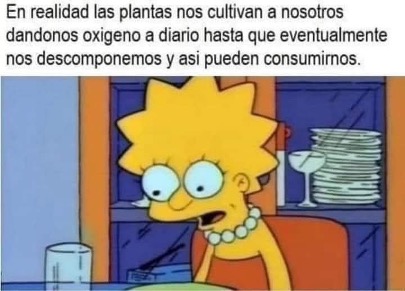 En realidad las plantas nos cultivan a nosotros
dandonos oxigeno a diario hasta que eventualmente
nos descomponemos y asi pueden consumirnos.